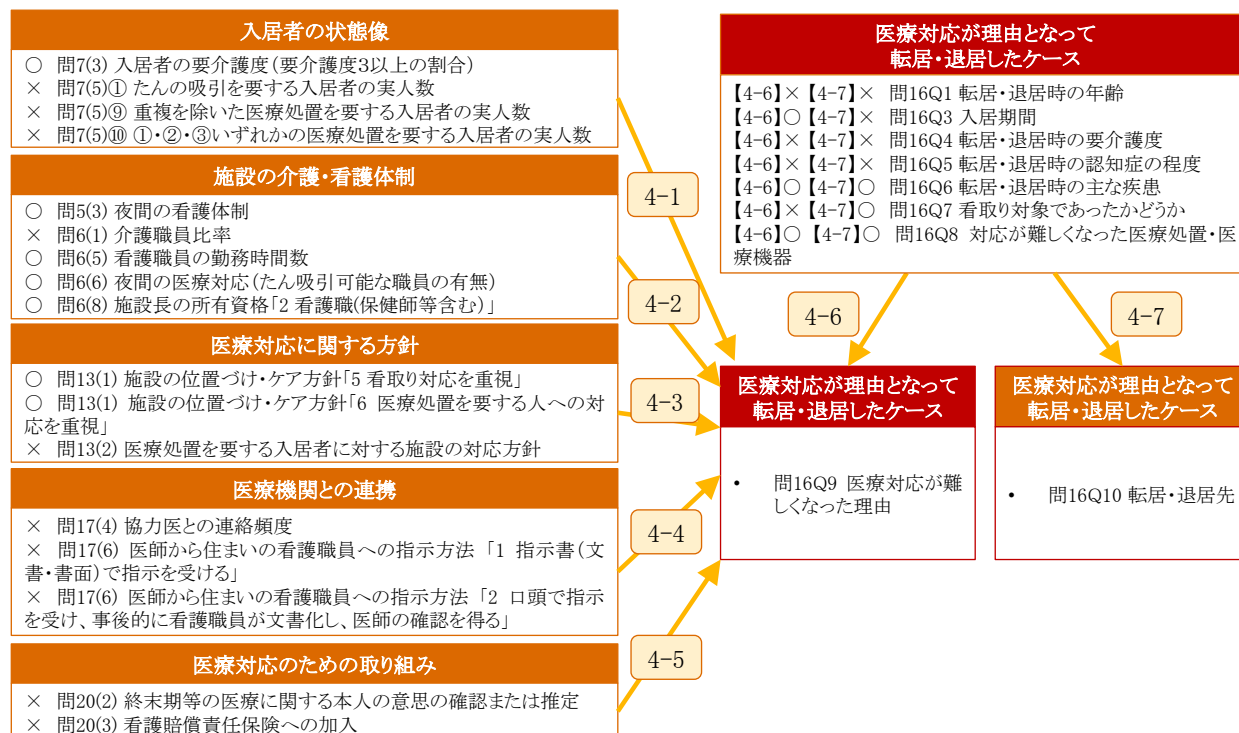 入居者の状態像
○ 問7(3) 入居者の要介護度(要介護度3以上の割合)
× 問7(5)① たんの吸引を要する入居者の実人数
× 問7(5)⑨ 重複を除いた医療処置を要する入居者の実人数
× 問7(5)⑩ ①・②・③いずれかの医療処置を要する入居者の実人数
施設の介護・看護体制
○ 問5(3) 夜間の看護体制
× 問6(1) 介護職員比率
○ 問6(5) 看護職員の勤務時間数
○ 問6(6) 夜間の医療対応(たん吸引可能な職員の有無)
○ 問6(8) 施設長の所有資格「2 看護職(保健師等含む)」
医療対応に関する方針
○ 問13(1) 施設の位置づけ・ケア方針「5 看取り対応を重視」
○ 問13(1) 施設の位置づけ・ケア方針「6 医療処置を要する人への対
応を重視」
× 問13(2) 医療処置を要する入居者に対する施設の対応方針
医療機関との連携
× 問17(4) 協力医との連絡頻度
× 問17(6) 医師から住まいの看護職員への指示方法 「1 指示書(文
書・書面)で指示を受ける」
× 問17(6) 医師から住まいの看護職員への指示方法 「2 口頭で指示
を受け、事後的に看護職員が文書化し、医師の確認を得る」
医療対応のための取り組み
× 問20(2) 終末期等の医療に関する本人の意思の確認または推定
× 問20(3) 看護賠償責任保険への加入
4-1
4-2
4-3
4-4
4-5
医療対応が理由となって
転居・退居したケース
【4-6】× 【4-7】× 問16Q1 転居・退居時の年齢
【4-6】○ 【4-7】× 問16Q3 入居期間
【4-6】× 【4-7】× 問16Q4 転居・退居時の要介護度
【4-6】× 【4-7】× 問16Q5 転居・退居時の認知症の程度
【4-6】○ 【4-7】○ 問16Q6 転居・退居時の主な疾患
【4-6】× 【4-7】○ 問16Q7 看取り対象であったかどうか
【4-6】○ 【4-7】○ 問16Q8 対応が難しくなった医療処置・医
療機器
4-6
4-7
医療対応が理由となって
転居・退居したケース
• 問16Q9 医療対応が難
しくなった理由
医療対応が理由となって
転居・退居したケース
• 問16Q10 転居・退居先